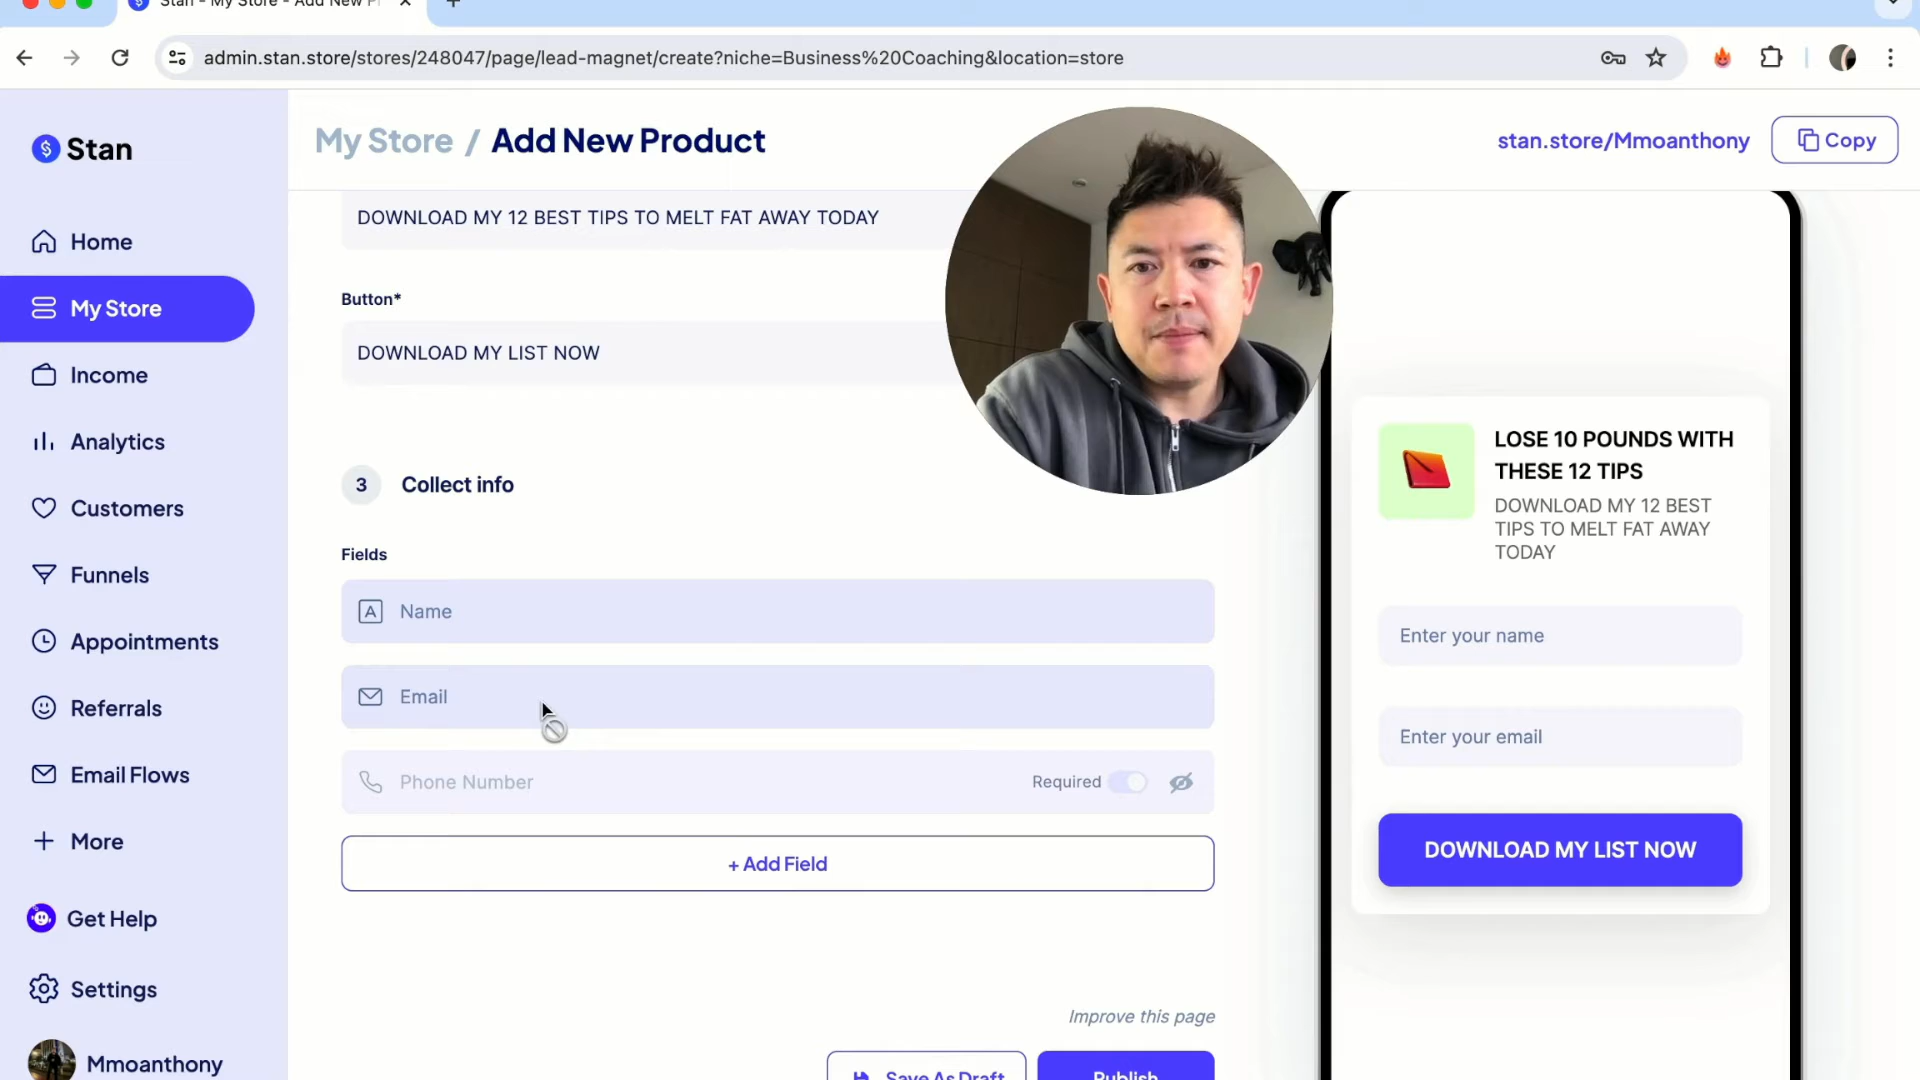 Stan - My Store - Add New Pr
admin.stan.store/stores/248047/page/lead-magnet/create?niche=Business%20Coaching&location=store
Stan
My Store / Add New Product
stan.store/Mmoanthony
Copy
Home
My Store
Income
Analytics
Customers
Funnels
Appointments
Referrals
Email Flows
More
Get Help
Settings
Mmoanthony
DOWNLOAD MY 12 BEST TIPS TO MELT FAT AWAY TODAY
Button*
DOWNLOAD MY LIST NOW
3 Collect info
Fields
Name
Email
Phone Number
Required
+ Add Field
Improve this page
Save As Draft
Publish
LOSE 10 POUNDS WITH
THESE 12 TIPS
DOWNLOAD MY 12 BEST
TIPS TO MELT FAT AWAY
TODAY
Enter your name
Enter your email
DOWNLOAD MY LIST NOW